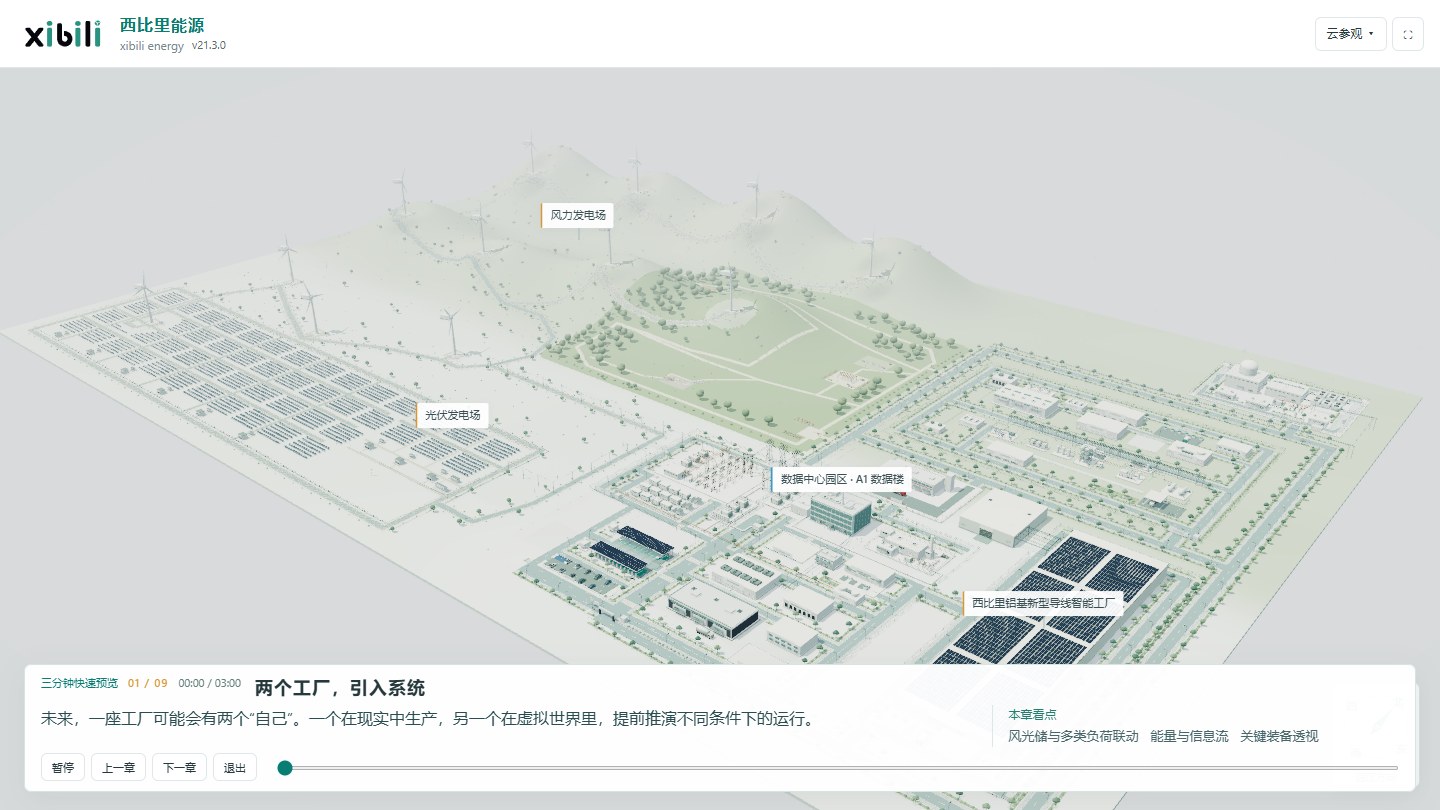 xibili
西比里能源
xibili energy v21.3.0
云参观
风力发电场
光伏发电场
数据中心园区 · A1 数据楼
西比里铝基新型导线智能工厂
三分钟快速预览 01 / 09 00:00 / 03:00 两个工厂，引入系统
未来，一座工厂可能会有两个“自己”。一个在现实中生产，另一个在虚拟世界里，提前推演不同条件下的运行。
本章看点
风光储与多类负荷联动 能量与信息流 关键装备透视
暂停 上一章 下一章 退出